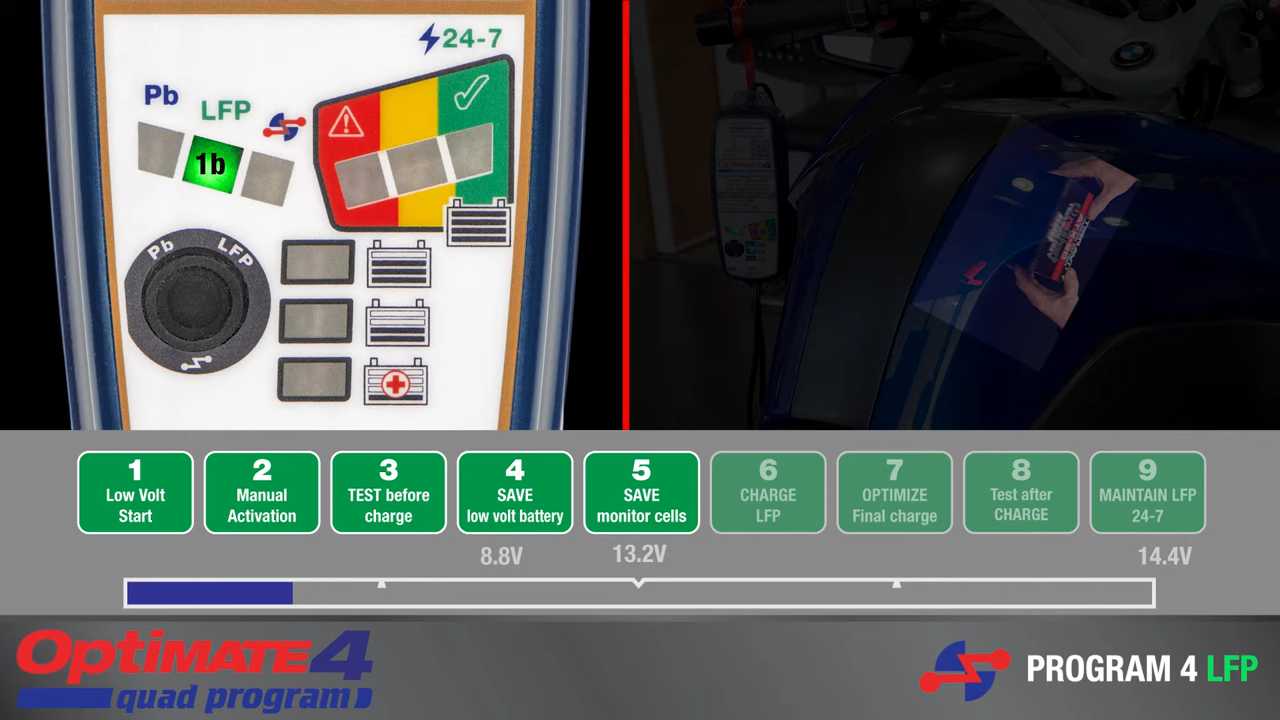 24-7
Pb
LFP
1b
Pb
LFP
1
Low Volt
Start
2
Manual
Activation
3
TEST before
charge
4
SAVE
low volt battery
5
SAVE
monitor cells
6
CHARGE
LFP
7
OPTIMIZE
Final charge
8
Test after
CHARGE
9
MAINTAIN LFP
24-7
8.8V
13.2V
14.4V
OptiMATE 4
quad program
PROGRAM 4 LFP
OptiMATE4
BMW